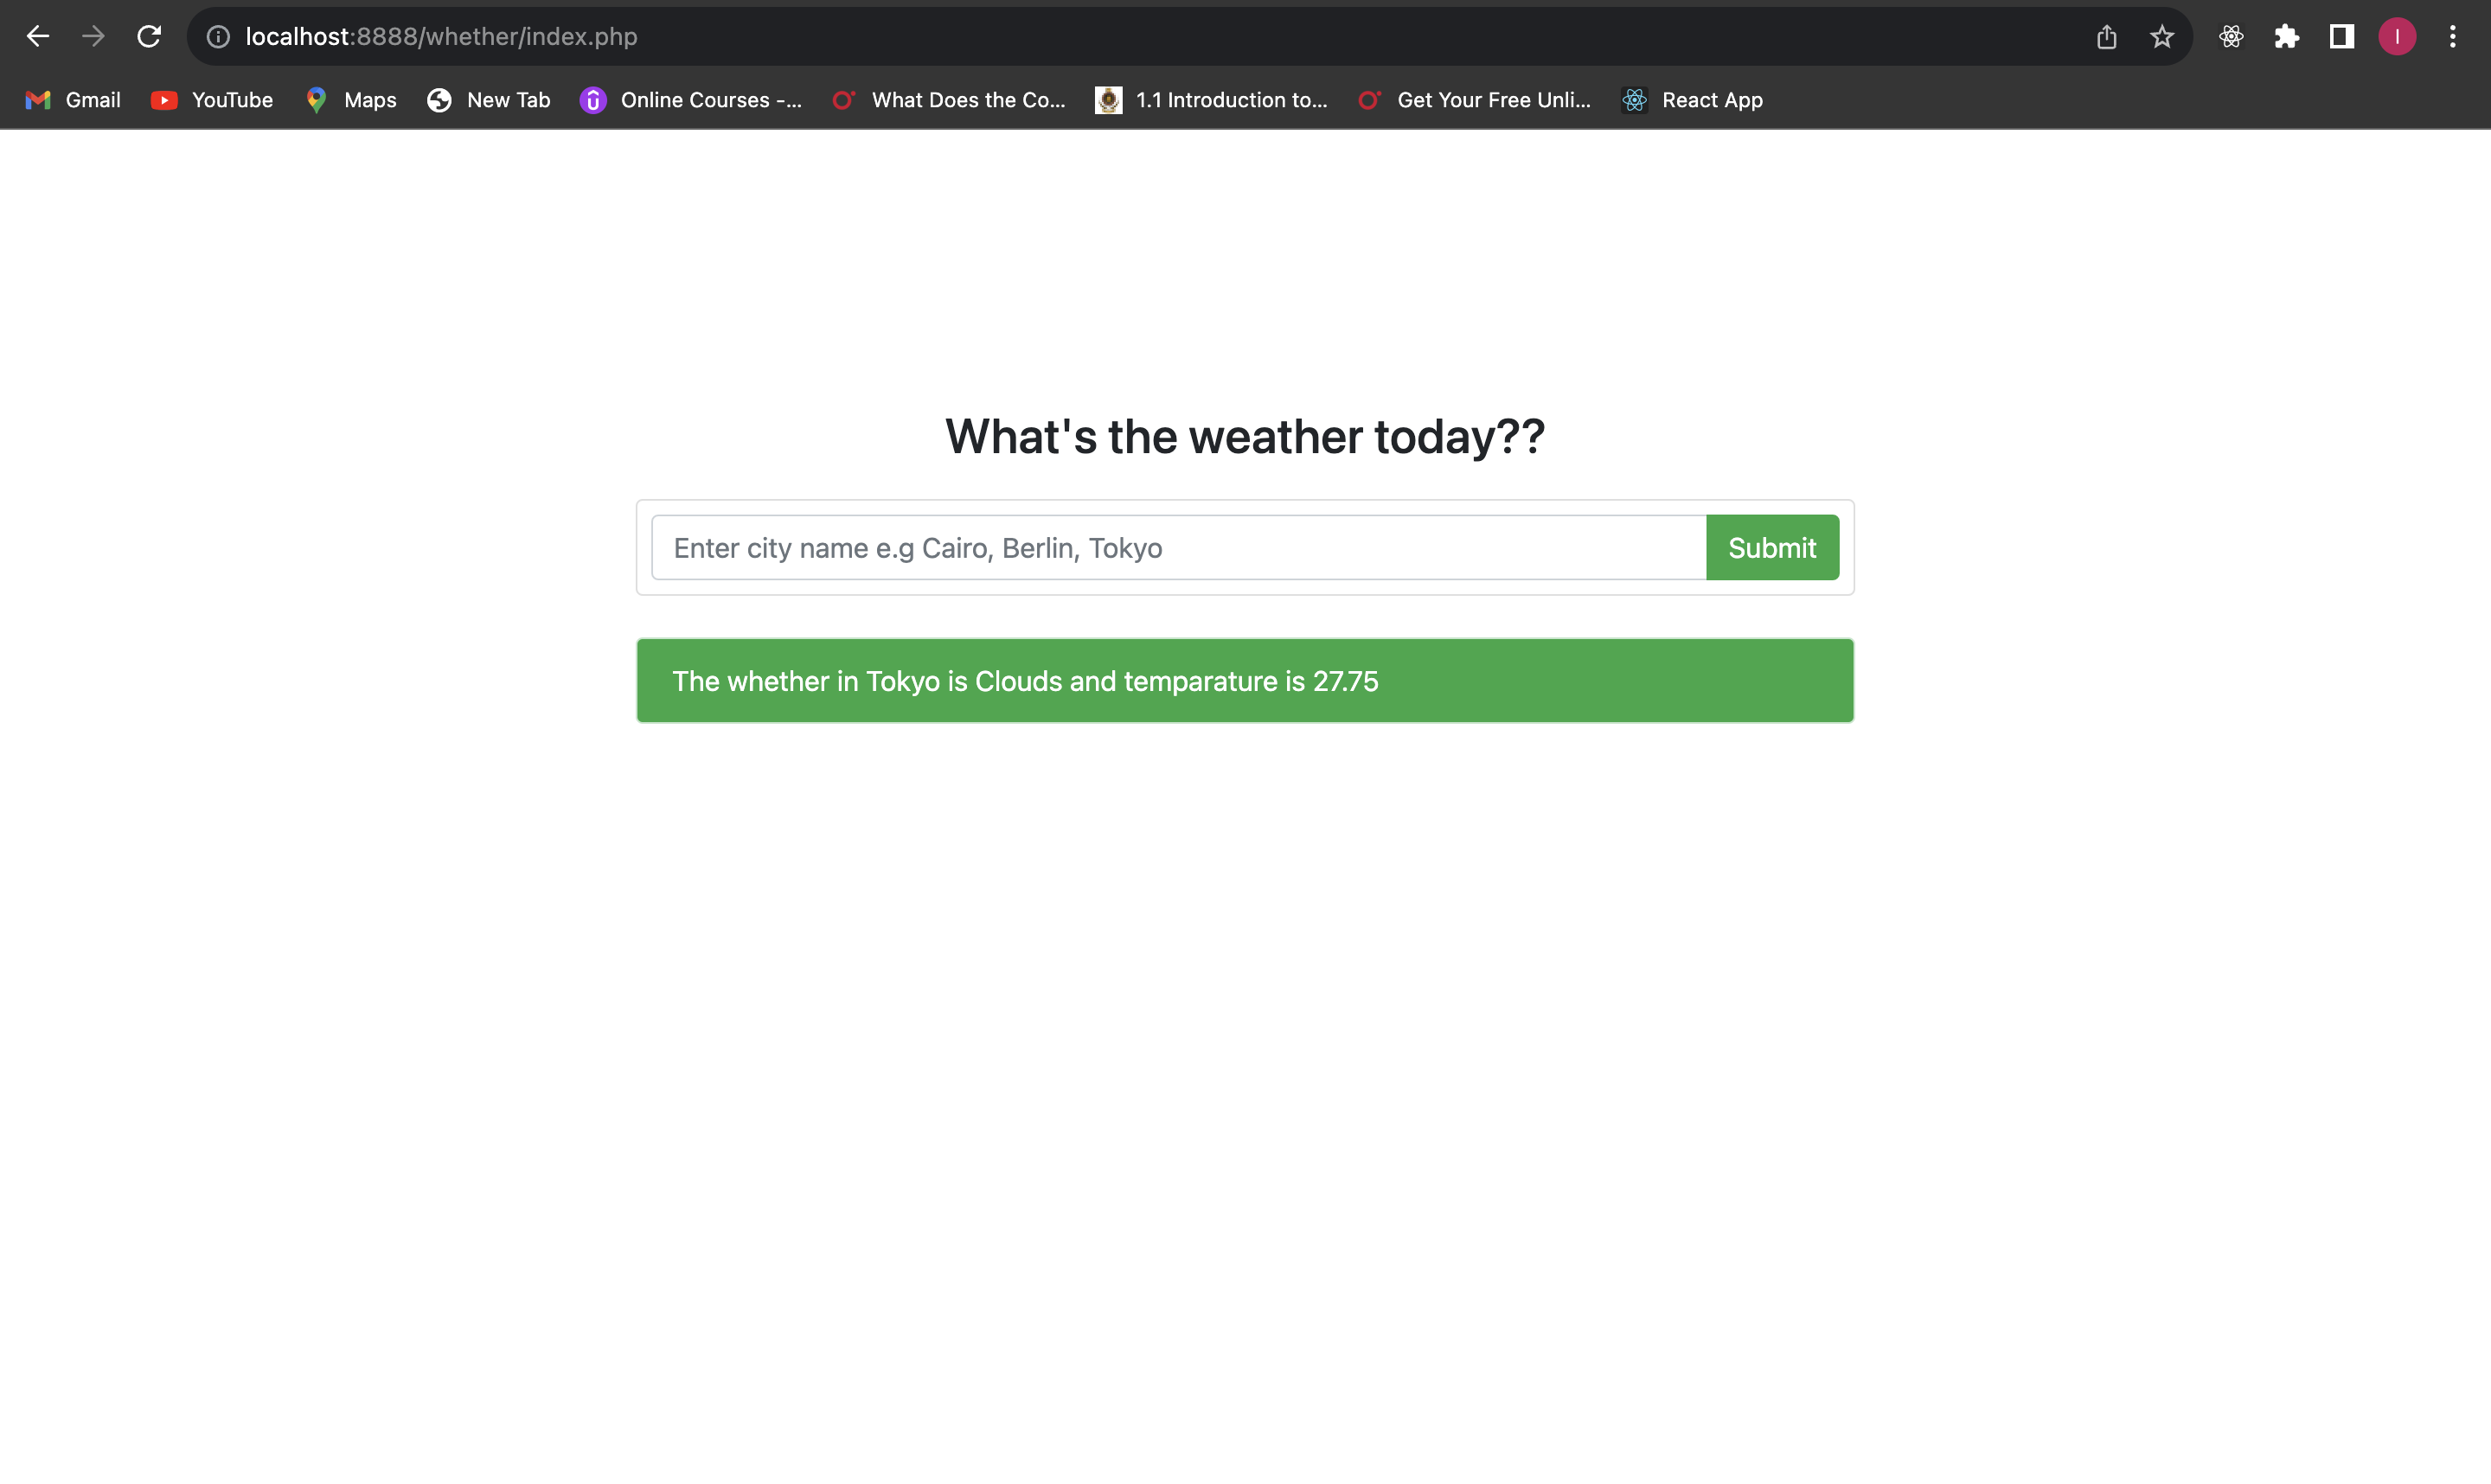 localhost:8888/whether/index.php
I
Gmail YouTube Maps New Tab Online Courses -... What Does the Co... 1.1 Introduction to... Get Your Free Unli... React App
What's the weather today??
Enter city name e.g Cairo, Berlin, Tokyo Submit
The whether in Tokyo is Clouds and temparature is 27.75